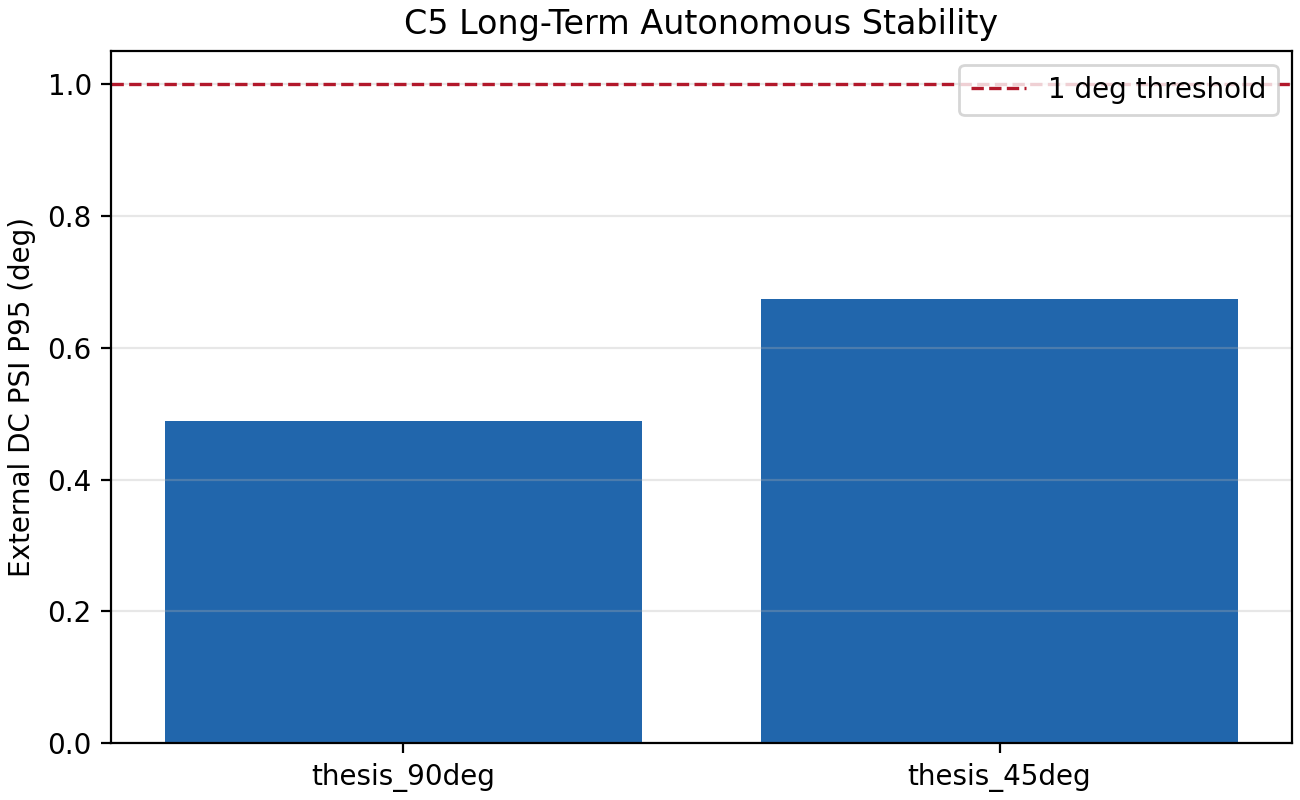 C5 Long-Term Autonomous Stability
1 deg threshold
External DC PSI P95 (deg)
1.0
0.8
0.6
0.4
0.2
0.0
thesis_90deg
thesis_45deg